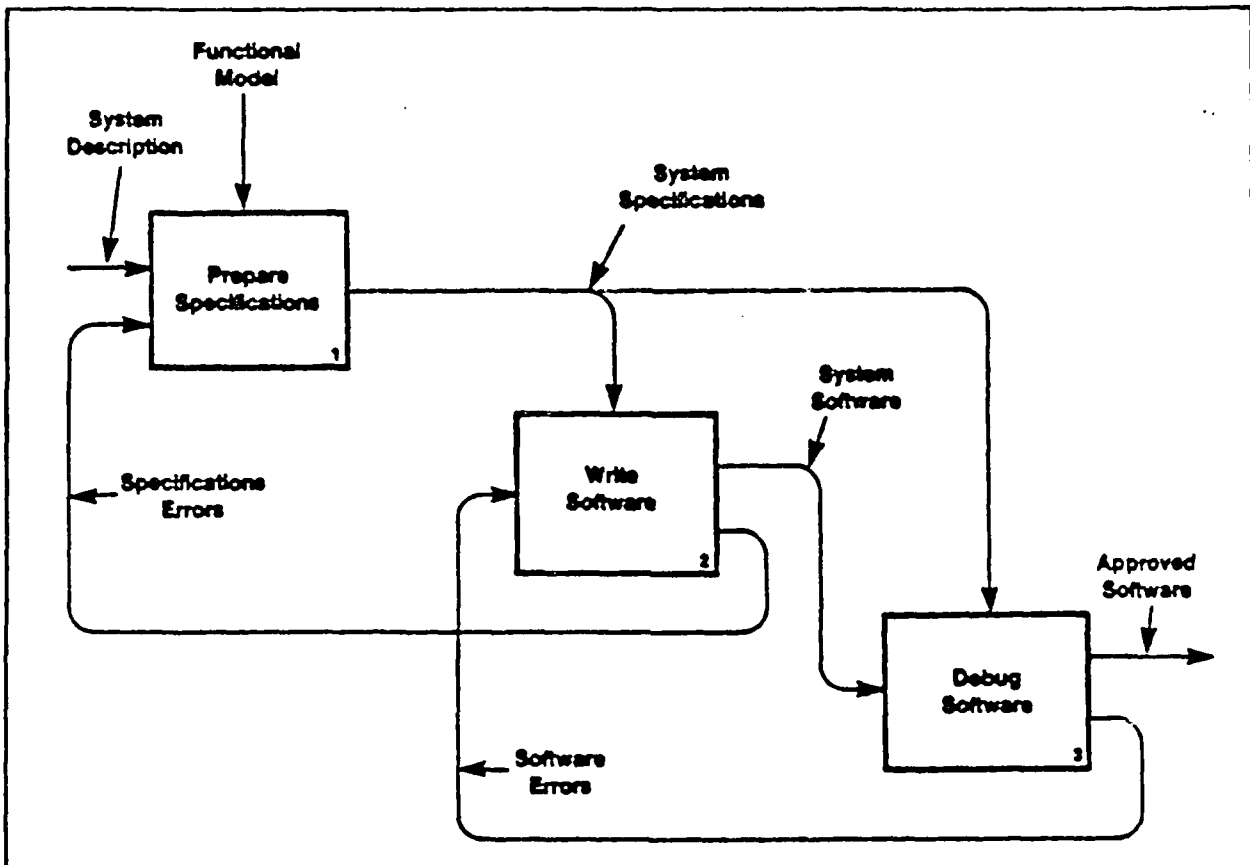 Functional
Model
System
Description
System
Specifications
Prepare
Specifications
1
System
Software
Write
Software
2
Specifications
Errors
Approved
Software
Debug
Software
3
Software
Errors